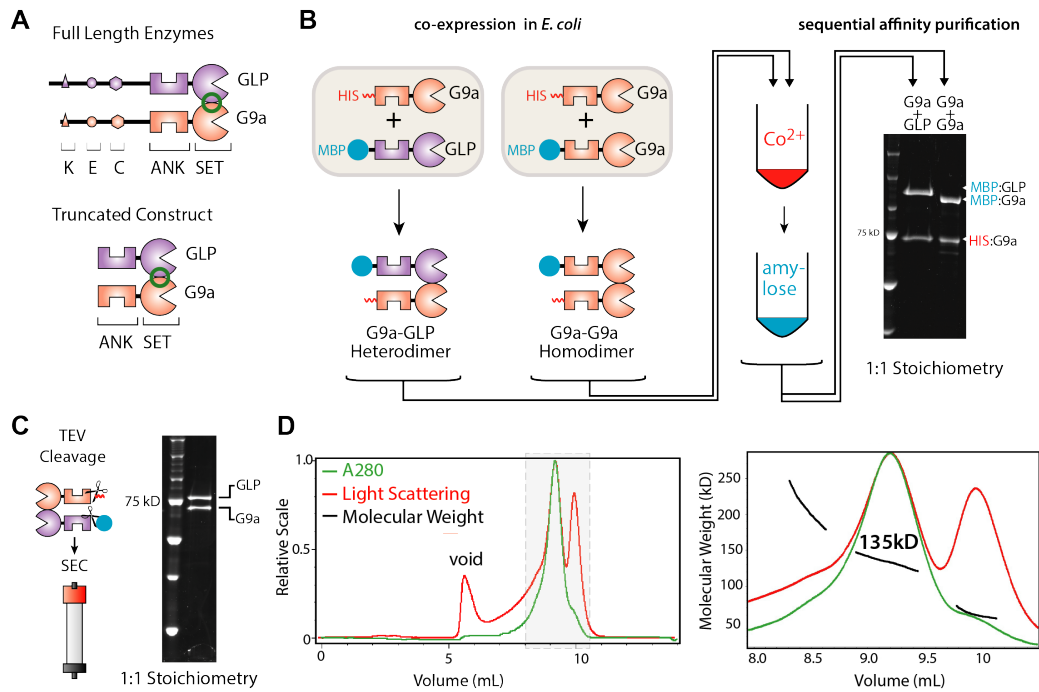 A
Full Length Enzymes
GLP
G9a
K E C ANK SET
Truncated Construct
GLP
G9a
ANK SET
B
co-expression in E. coli
sequential affinity purification
HIS G9a
+
MBP GLP
HIS G9a
+
MBP G9a
G9a-GLP
Heterodimer
G9a-G9a
Homodimer
Co2+
amy-
lose
G9a G9a
+ +
GLP G9a
MBP:GLP
MBP:G9a
75 kD
HIS:G9a
1:1 Stoichiometry
C
TEV
Cleavage
SEC
75 kD
GLP
G9a
1:1 Stoichiometry
D
A280
Light Scattering
Molecular Weight
void
Relative Scale
1.0
0.5
0
0 5 10
Volume (mL)
135kD
Molecular Weight (kD)
250
200
150
100
50
8.0 8.5 9.0 9.5 10
Volume (mL)